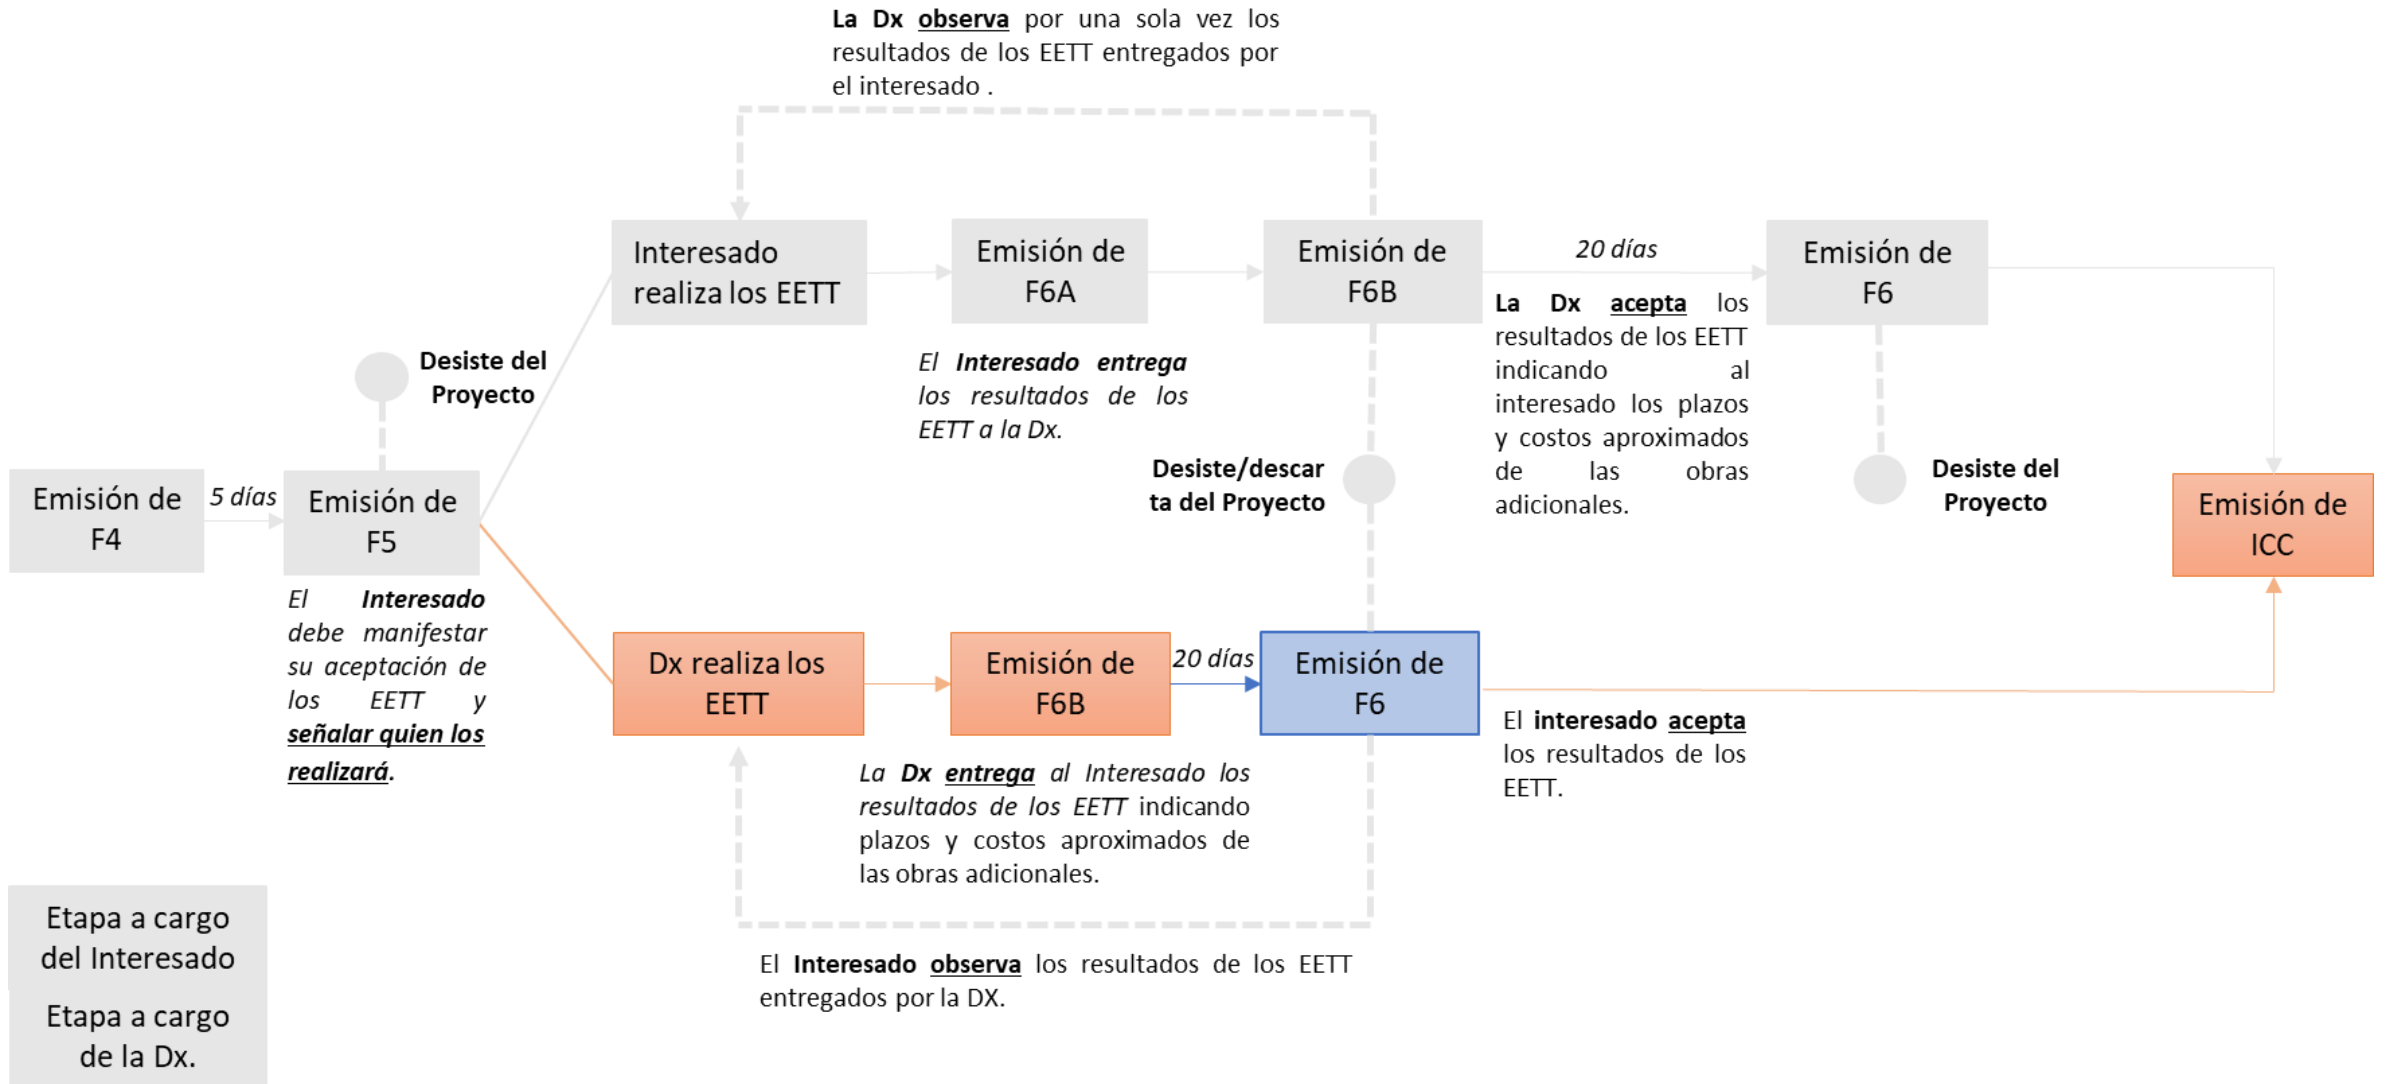 La Dx observa por una sola vez los
resultados de los EETT entregados por
el interesado .
Interesado
realiza los EETT
Emisión de
F6A
Emisión de
F6B
20 días
Emisión de
F6
La Dx acepta los
resultados de los EETT
indicando al
interesado los plazos
y costos aproximados
de las obras
adicionales.
El Interesado entrega
los resultados de los
EETT a la Dx.
Desiste del
Proyecto
Desiste/descar
ta del Proyecto
Desiste del
Proyecto
Emisión de
F4
5 días
Emisión de
F5
Emisión de
ICC
El Interesado
debe manifestar
su aceptación de
los EETT y
señalar quien los
realizará.
Dx realiza los
EETT
Emisión de
F6B
20 días
Emisión de
F6
El interesado acepta
los resultados de los
EETT.
La Dx entrega al Interesado los
resultados de los EETT indicando
plazos y costos aproximados de
las obras adicionales.
El Interesado observa los resultados de los EETT
entregados por la DX.
Etapa a cargo
del Interesado
Etapa a cargo
de la Dx.